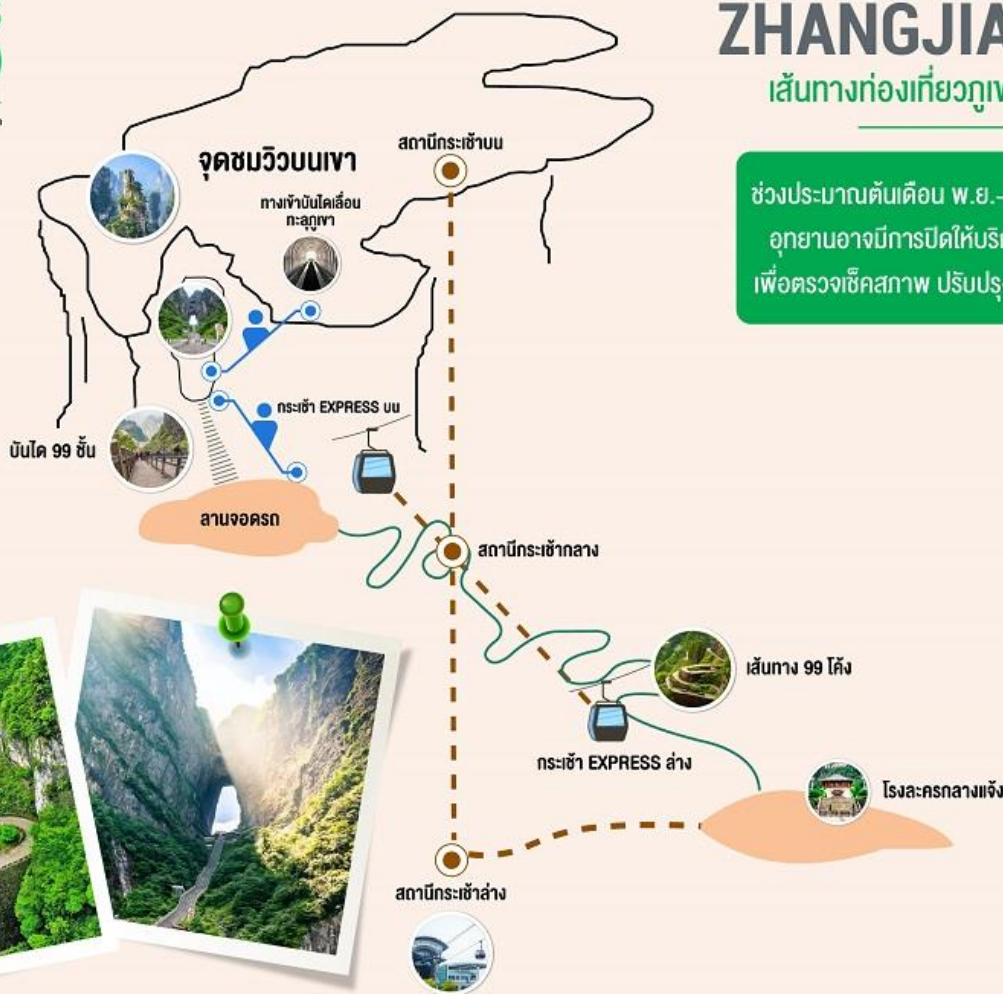 ZHANGJIA
เส้นทางท่องเที่ยวภูเ
ช่วงประมาณต้นเดือน พ.ย.-
อุทยานอาจมีการปิดให้บริ
เพื่อตรวจเช็คสภาพ ปรับปรุ
จุดชมวิวบนเขา
สถานีกระเช้าบน
ทางเข้าบันไดเลื่อน
ทะลุภูเขา
กระเช้า EXPRESS บน
บันได 99 ชั้น
ลานจอดรถ
สถานีกระเช้ากลาง
เส้นทาง 99 โค้ง
กระเช้า EXPRESS ล่าง
โรงละครกลางแจ้ง
สถานีกระเช้าล่าง